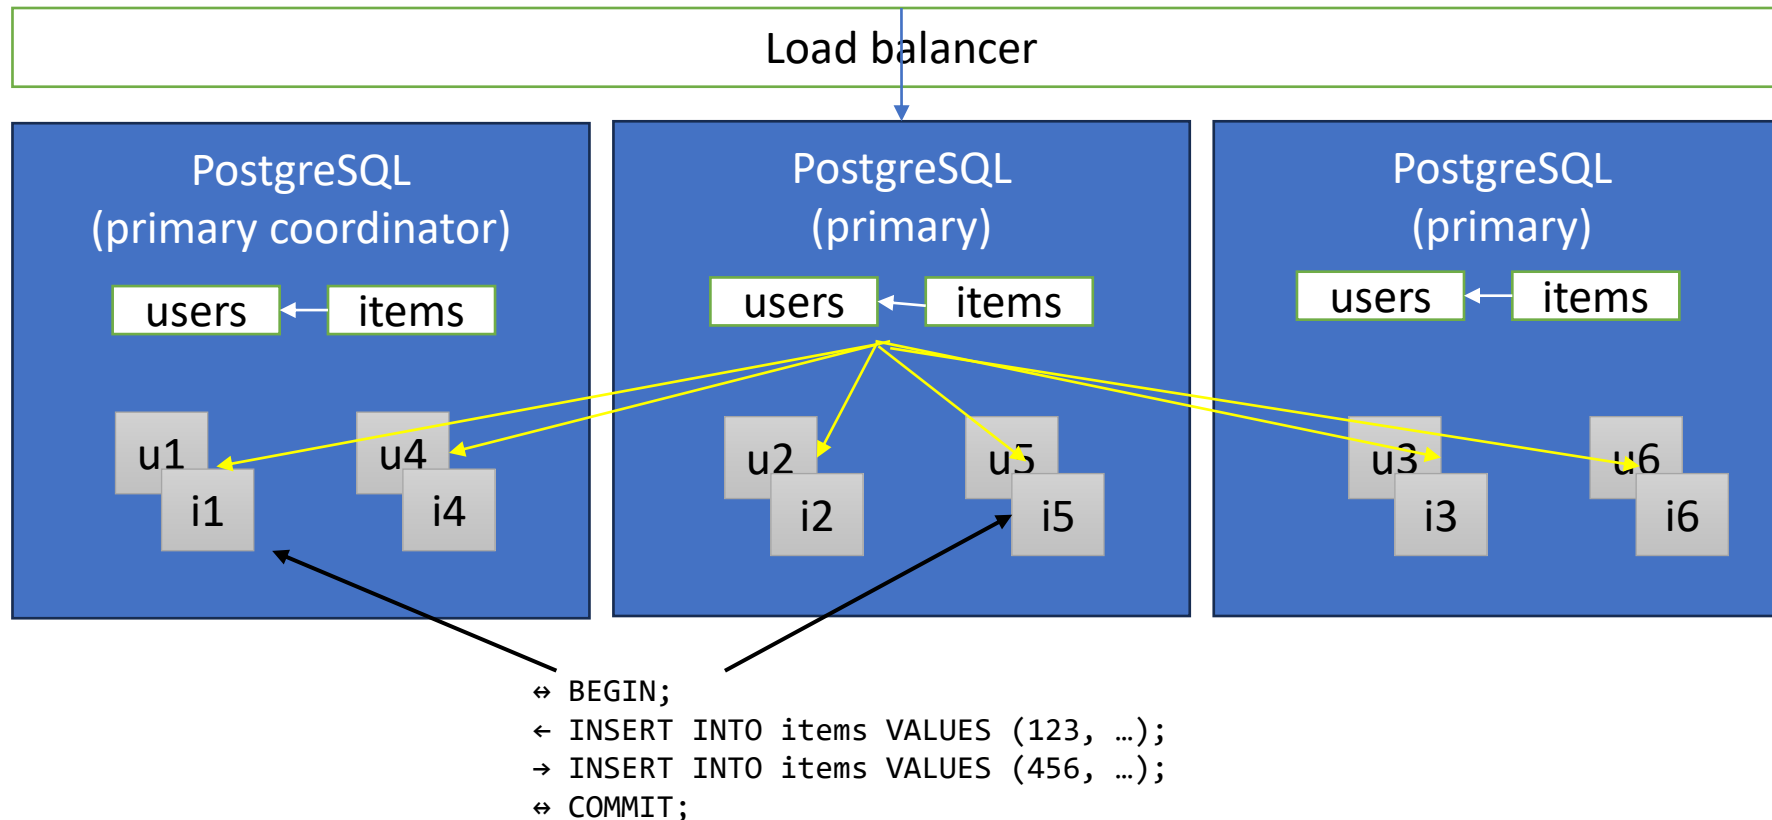 Load balancer
PostgreSQL
(primary coordinator)
users
items
u1
i1
u4
i4
PostgreSQL
(primary)
users
items
u2
i2
u5
i5
PostgreSQL
(primary)
users
items
u3
i3
u6
i6
↔ BEGIN;
← INSERT INTO items VALUES (123, …);
→ INSERT INTO items VALUES (456, …);
↔ COMMIT;